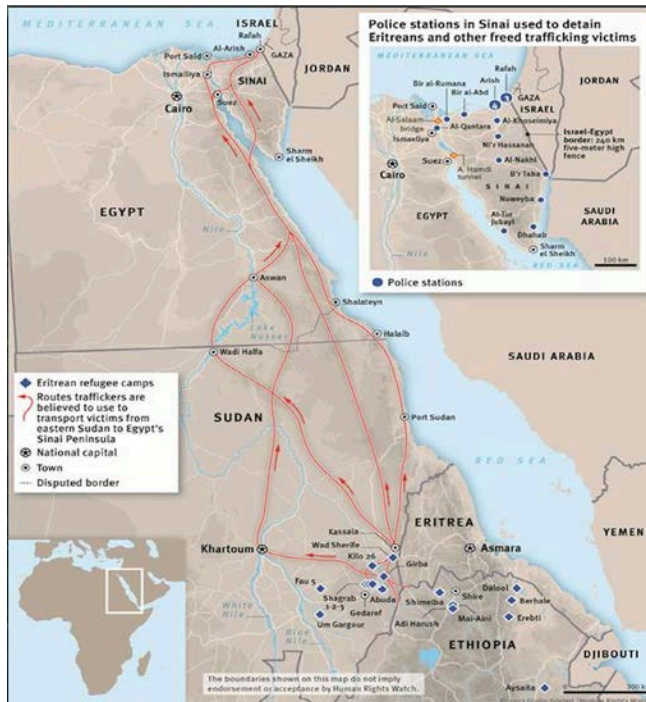 MEDITERRANEAN SEA
ISRAEL
Rafah
Al-Arish
Port Said
GAZA
Ismailiya
SINAI
JORDAN
Cairo
Suez
Sharm
el Sheikh
EGYPT
Nile
Aswan
Lake
Nasser
Shalateyn
Halaib
Wadi Halfa
SAUDI ARABIA
SUDAN
Port Sudan
RED SEA
YEMEN
ERITREA
Kassala
Wad Sherife
Khartoum
Kilo 26
Girba
Asmara
Fau 5
Shagrab
1-2-3
Abuda
Gedaref
Um Gargour
White
Nile
Blue
Nile
Shimelba
Shire
Mai-Aini
Adi Harush
Dalool
Berhale
Erebti
ETHIOPIA
DJIBOUTI
Aysaita
Police stations in Sinai used to detain
Eritreans and other freed trafficking victims
MEDITERRANEAN SEA
Rafah
Arish
Bir al-Rumana
Bir al-Abd
GAZA
JORDAN
Port Said
Al-Salaam
bridge
Al-Qantara
Ismaeliya
Al-Khoseimiya
Ni'r Hassanah
Israel-Egypt
border: 240 km
five-meter high
fence
Suez
Al-Nakhl
A. Hamdi
tunnel
B'r Taba
Cairo
SINAI
Nuweyba
EGYPT
Al-Tur
Jubayl
Dhahab
SAUDI
ARABIA
Nile
Sharm
el Sheikh
RED SEA
100 km
Police stations
Eritrean refugee camps
Routes traffickers are
believed to use to
transport victims from
eastern Sudan to Egypt's
Sinai Peninsula
National capital
Town
Disputed border
The boundaries shown on this map do not imply
endorsement or acceptance by Human Rights Watch.
0
300 km